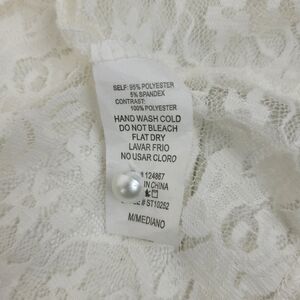 SELF: 95% POLYESTER
5% SPANDEX
CONTRAST:
100% POLYESTER
HAND WASH COLD
DO NOT BLEACH
FLAT DRY
LAVAR FRIO
NO USAR CLORO
124867
IN CHINA
# ST10252
M/MEDIANO